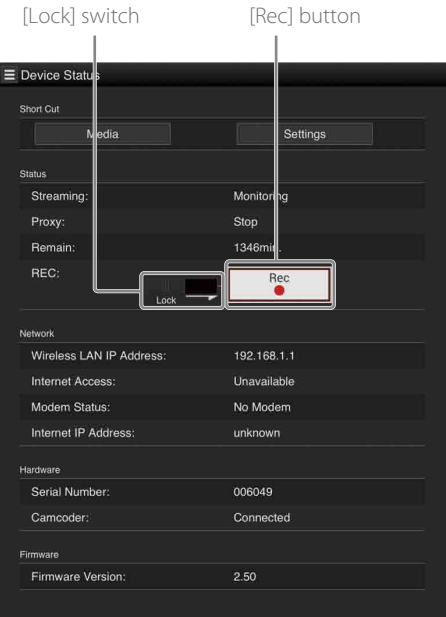 [Lock] switch [Rec] button
Device Status
Short Cut
Media Settings
Status
Streaming: Monitoring
Proxy: Stop
Remain: 1346min.
REC: Rec
Lock
Network
Wireless LAN IP Address: 192.168.1.1
Internet Access: Unavailable
Modem Status: No Modem
Internet IP Address: unknown
Hardware
Serial Number: 006049
Camcoder: Connected
Firmware
Firmware Version: 2.50